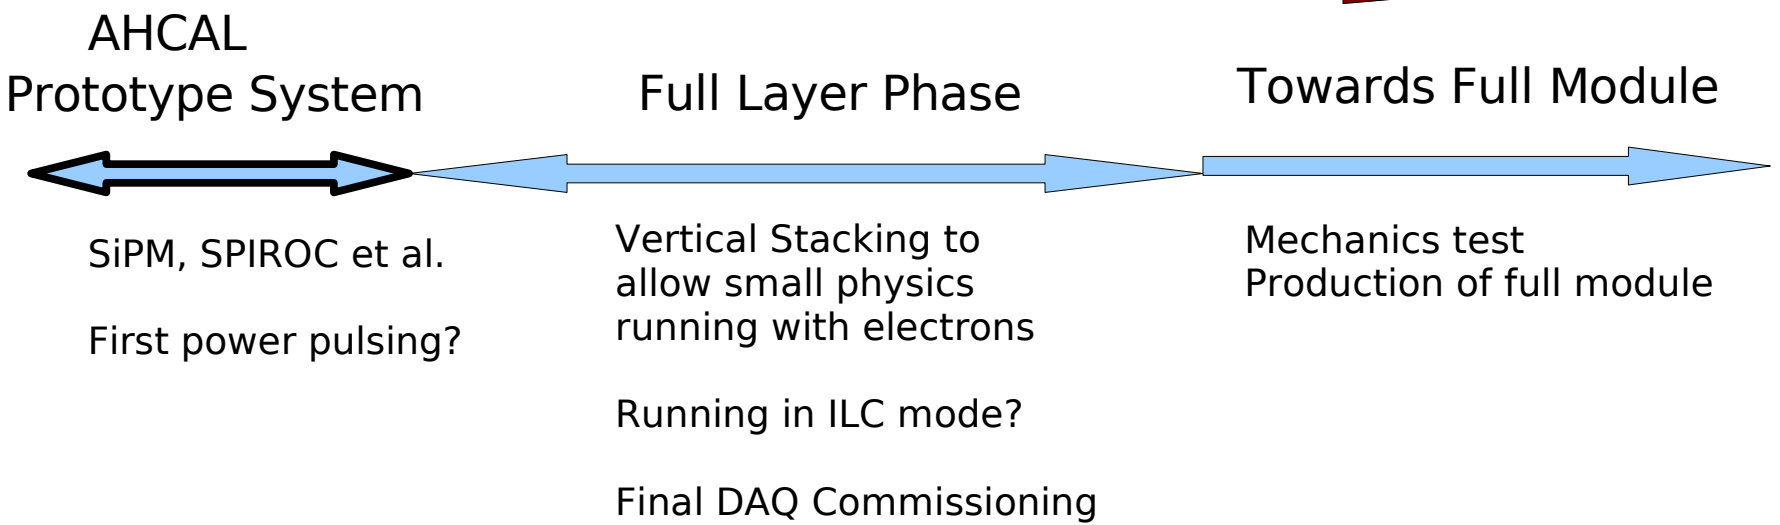 AHCAL
Prototype System
Full Layer Phase
Towards Full Module
SiPM, SPIROC et al.
First power pulsing?
Vertical Stacking to
allow small physics
running with electrons
Running in ILC mode?
Final DAQ Commissioning
Mechanics test
Production of full module